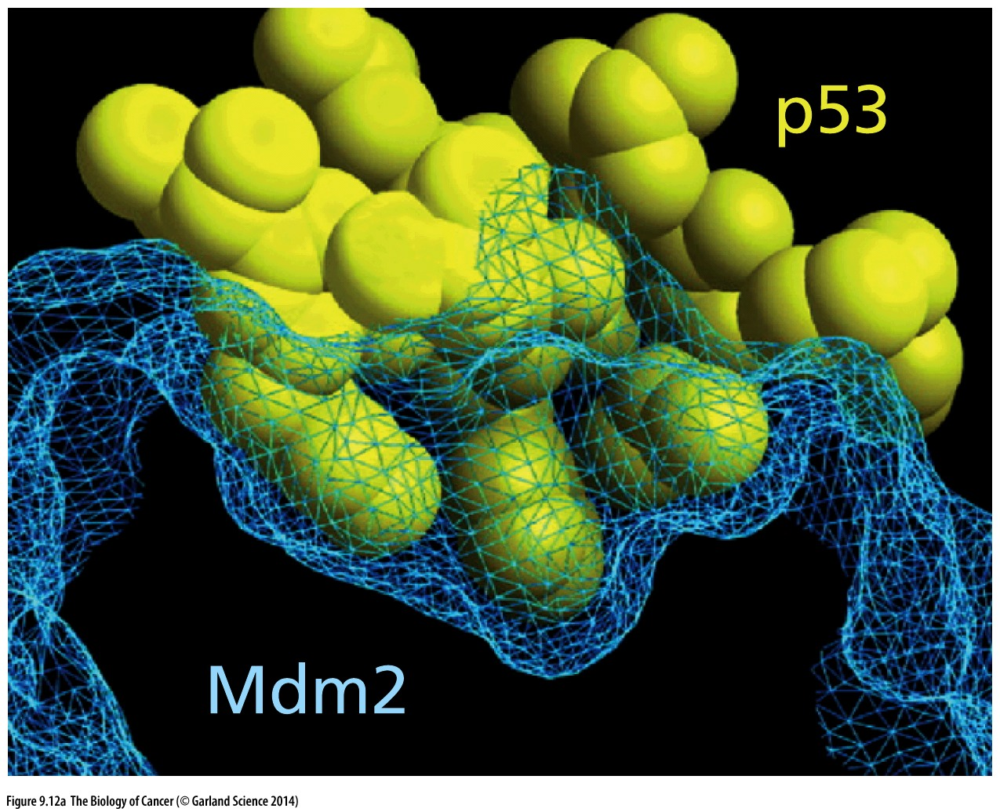 p53
Mdm2
Figure 9.12a The Biology of Cancer (© Garland Science 2014)